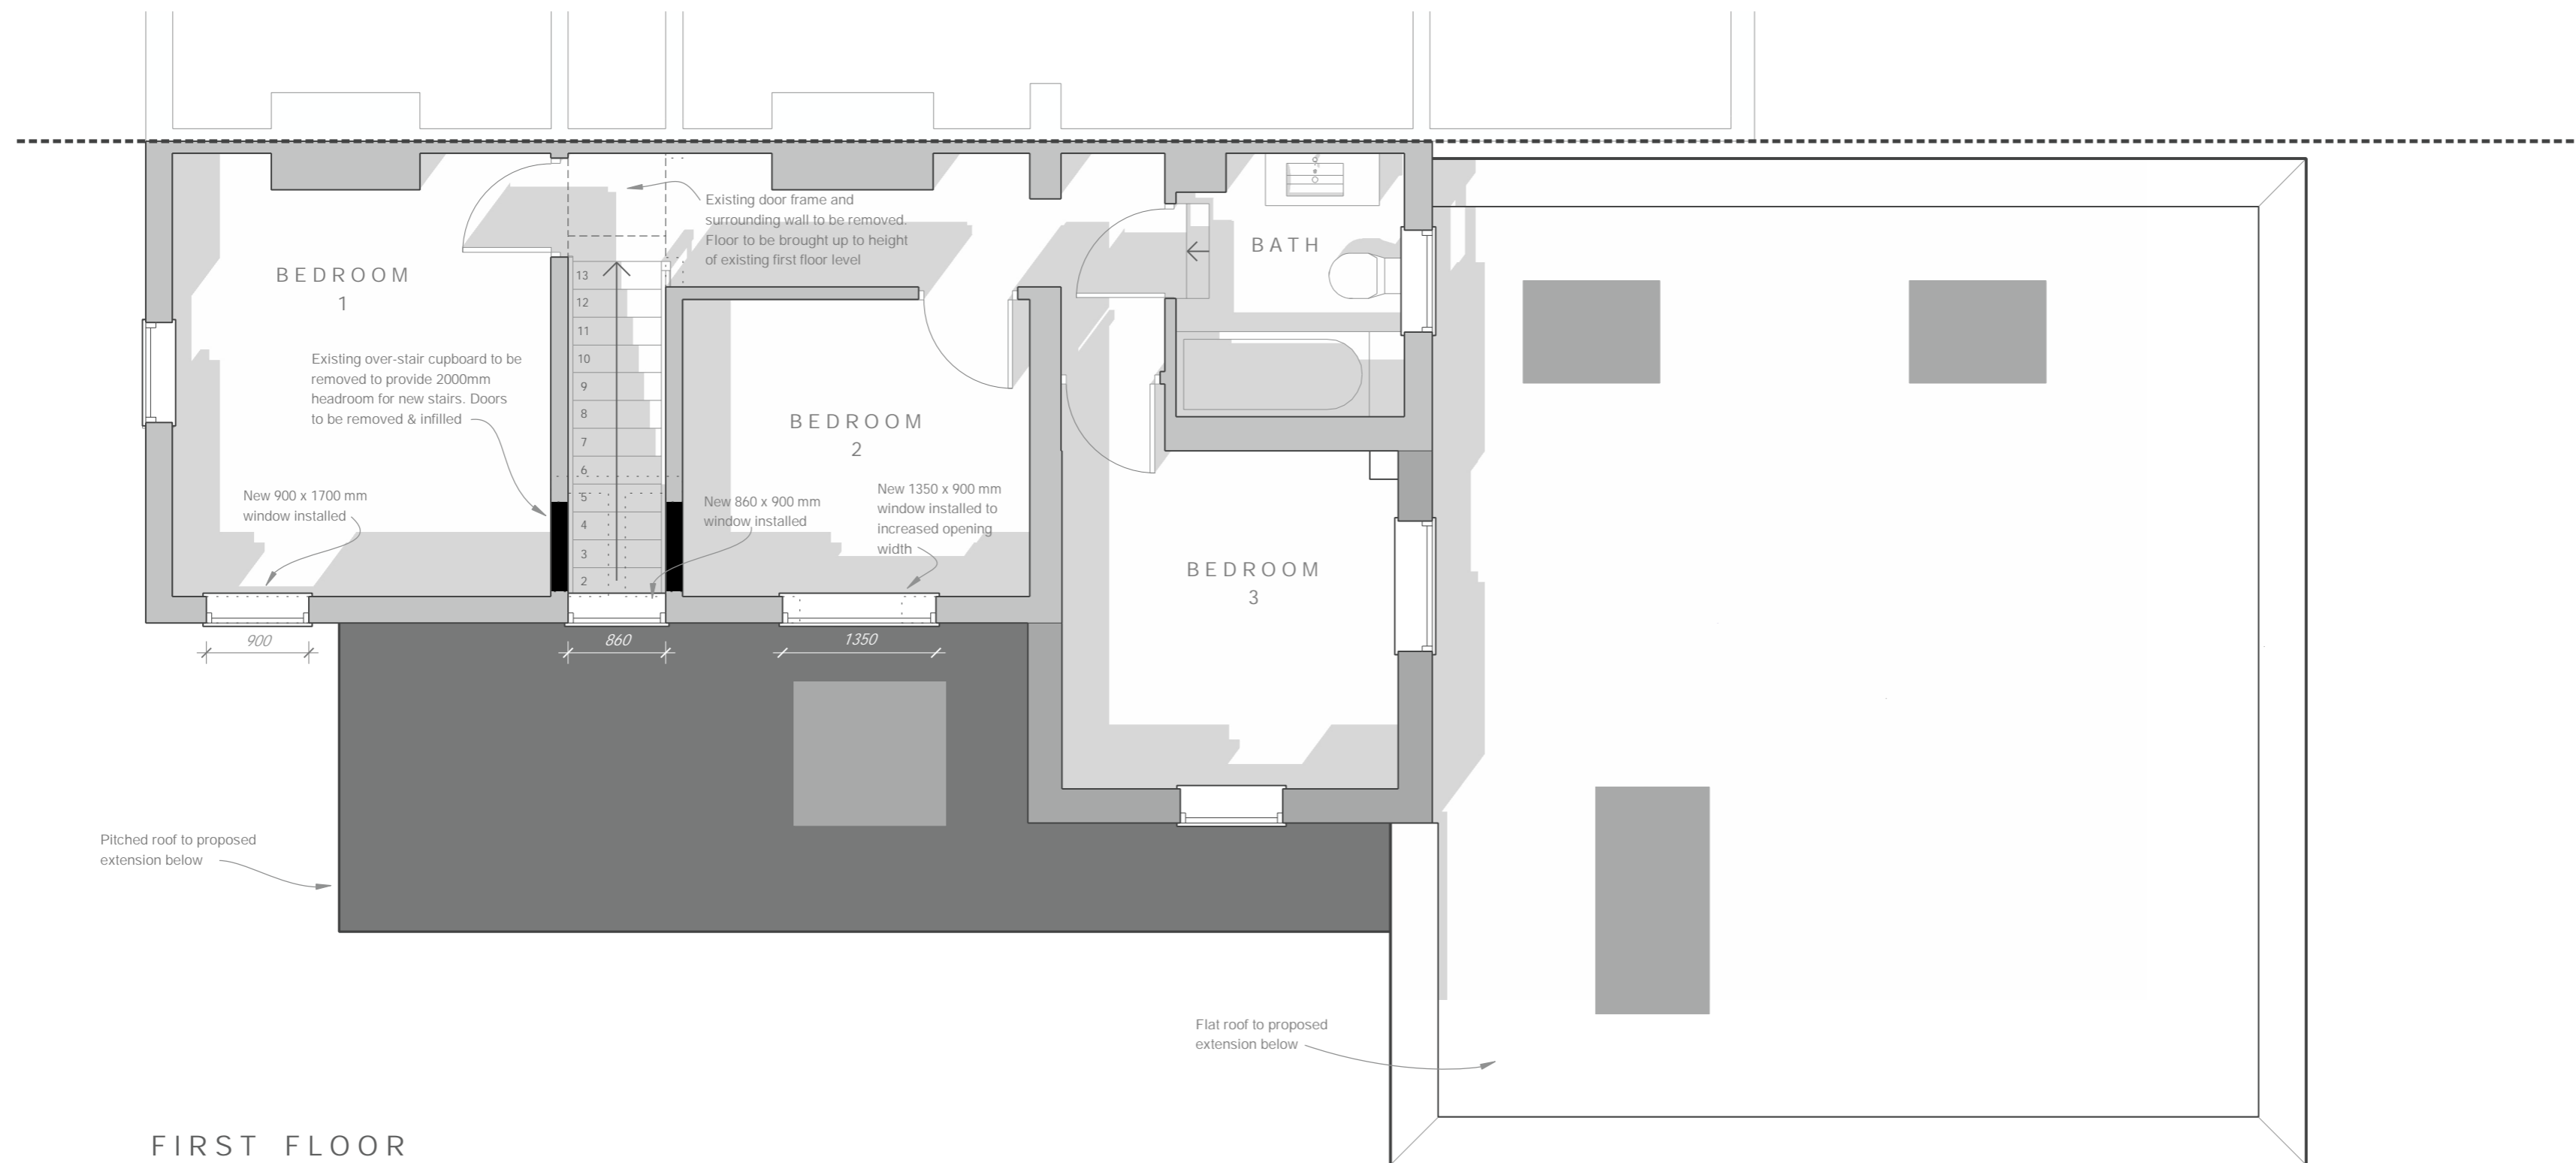 Existing door frame and
surrounding wall to be removed.
Floor to be brought up to height
of existing first floor level
BATH
BEDROOM
1
13
12
11
10
9
8
7
6
5
4
3
2
Existing over-stair cupboard to be
removed to provide 2000mm
headroom for new stairs. Doors
to be removed & infilled
BEDROOM
2
New 900 x 1700 mm
window installed
New 860 x 900 mm
window installed
New 1350 x 900 mm
window installed to
increased opening
width
BEDROOM
3
900
860
1350
Pitched roof to proposed
extension below
Flat roof to proposed
extension below
FIRST FLOOR